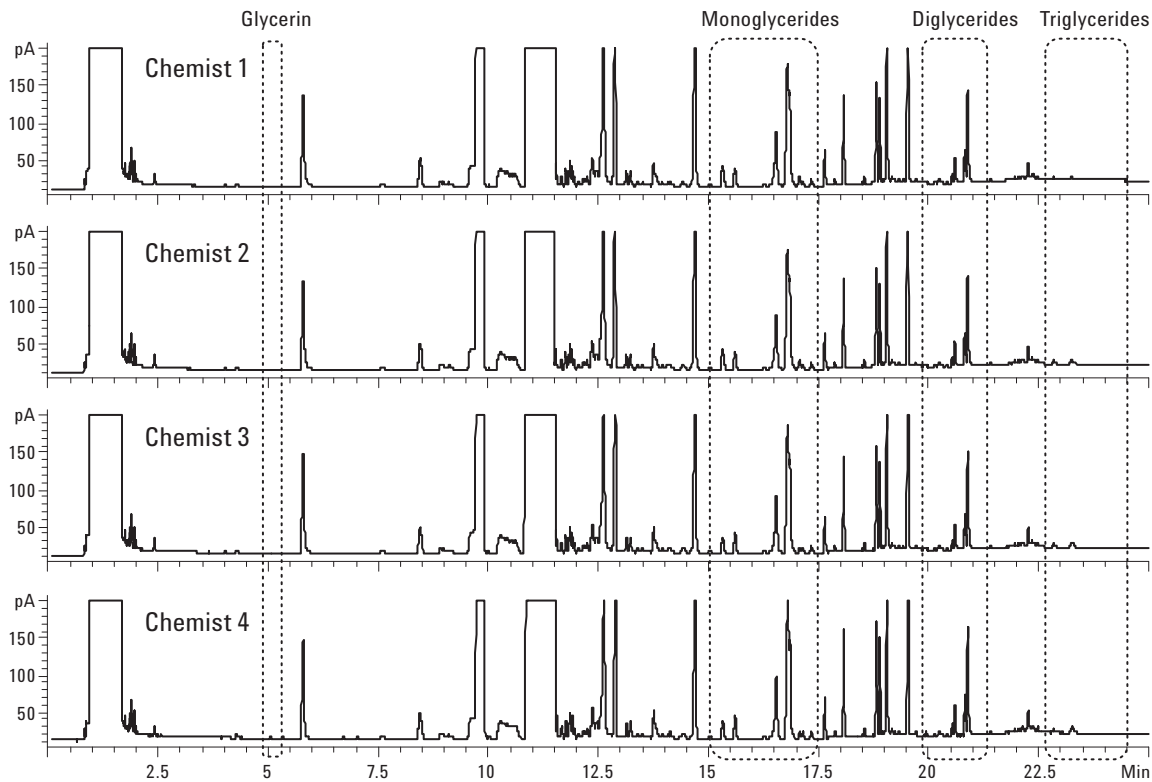 Glycerin Monoglycerides Diglycerides Triglycerides
pA
150
100
50
Chemist 1
pA
150
100
50
Chemist 2
pA
150
100
50
Chemist 3
pA
150
100
50
Chemist 4
2.5 5 7.5 10 12.5 15 17.5 20 22.5 Min